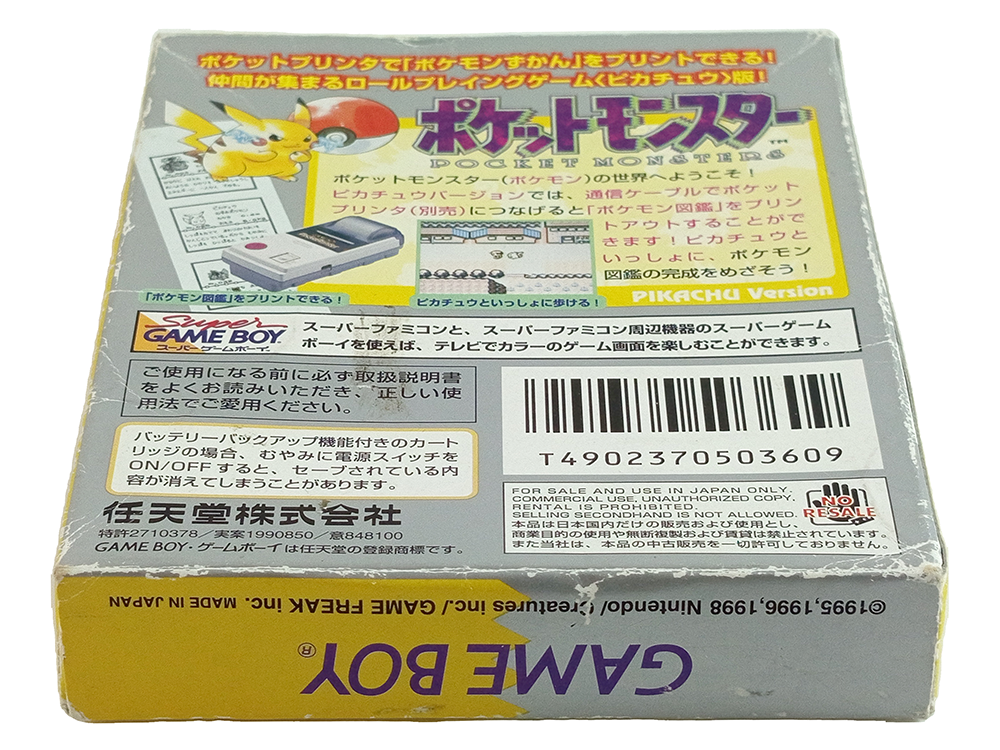 ポケットプリンタで「ポケモンずかん」をプリントできる!
仲間が集まるロールプレイングゲーム〈ピカチュウ〉版!
ポケットモンスター™
POCKET MONSTERS
ポケットモンスター(ポケモン)の世界へようこそ!
ピカチュウバージョンでは、通信ケーブルでポケット
プリンタ(別売)につなげると「ポケモン図鑑」をプリン
トアウトすることがで
きます!ピカチュウと
いっしょに、ポケモン
図鑑の完成をめざそう!
「ポケモン図鑑」をプリントできる!
ピカチュウといっしょに歩ける!
PIKACHU Version
Super
GAME BOY
スーパーゲームボーイ
スーパーファミコンと、スーパーファミコン周辺機器のスーパーゲーム
ボーイを使えば、テレビでカラーのゲーム画面を楽しむことができます。
ご使用になる前に必ず取扱説明書
をよくお読みいただき、正しい使
用法でご愛用ください。
バッテリーバックアップ機能付きのカート
リッジの場合、むやみに電源スイッチを
ON/OFFすると、セーブされている内
容が消えてしまうことがあります。
T4902370503609
FOR SALE AND USE IN JAPAN ONLY.
COMMERCIAL USE, UNAUTHORIZED COPY,
RENTAL IS PROHIBITED.
SELLING SECONDHAND IS NOT ALLOWED.
本品は日本国内だけの販売および使用とし、
商業目的の使用や無断複製および賃貸は禁止します。
また当社は、本品の中古販売を一切許可しておりません。
NO
RESALE
任天堂株式会社
特許2710378/実案1990850/意848100
GAME BOY・ゲームボーイは任天堂の登録商標です。
©1995,1996,1998 Nintendo/ Creatures inc./ GAME FREAK inc. MADE IN JAPAN
GAME BOY®